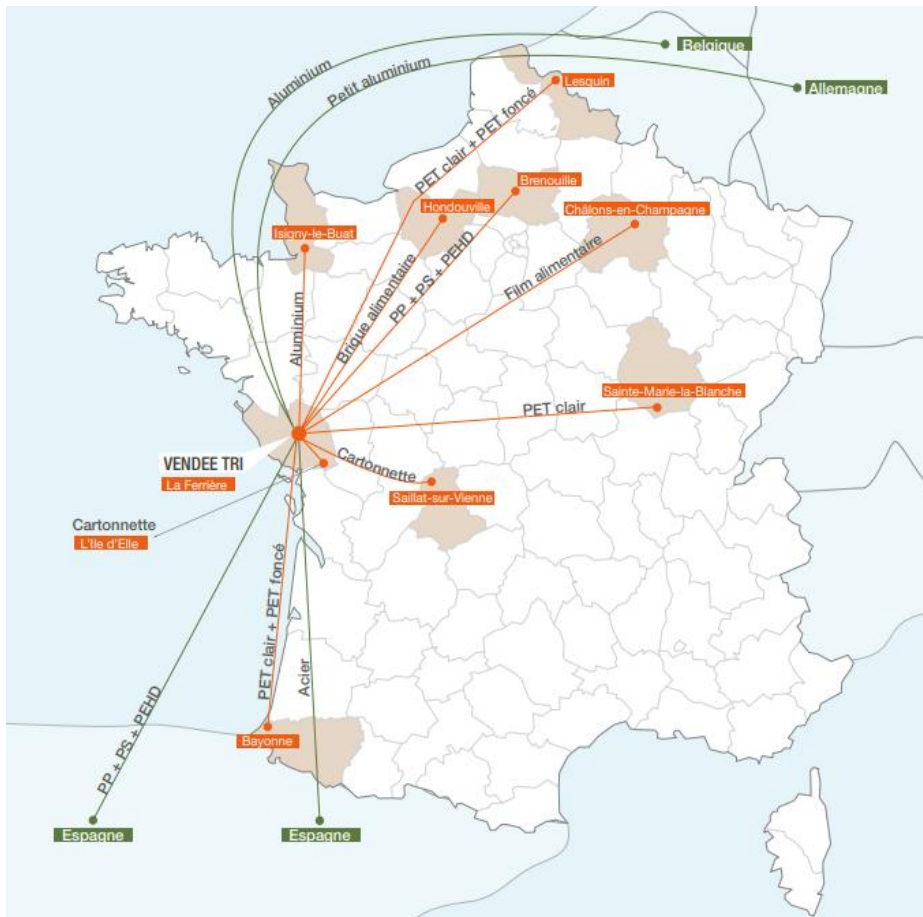 Belgique
Aluminium
Petit aluminium
Allemagne
Lesquin
PET clair + PET foncé
Brenouille
Hondouville
Châlons-en-Champagne
Isigny-le-Buat
Aluminium
Brique alimentaire
PP + PS + PEHD
Film alimentaire
Sainte-Marie-la-Blanche
PET clair
VENDEE TRI
La Ferrière
Cartonnette
Saillat-sur-Vienne
Cartonnette
L'Ile d'Elle
PET clair + PET foncé
Acier
PP + PS + PEHD
Bayonne
Espagne
Espagne